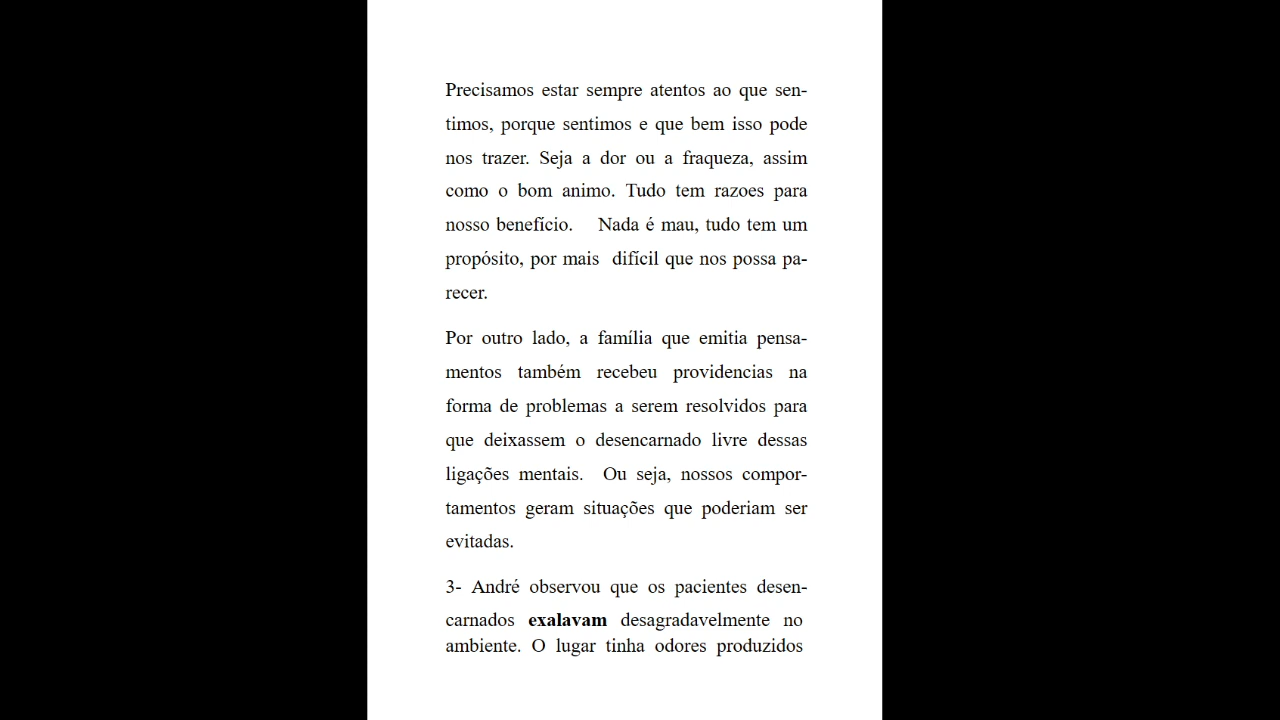 Precisamos estar sempre atentos ao que sen-
timos, porque sentimos e que bem isso pode
nos trazer. Seja a dor ou a fraqueza, assim
como o bom animo. Tudo tem razoes para
nosso benefício. Nada é mau, tudo tem um
propósito, por mais difícil que nos possa pa-
recer.
Por outro lado, a família que emitia pensa-
mentos também recebeu providencias na
forma de problemas a serem resolvidos para
que deixassem o desencarnado livre dessas
ligações mentais. Ou seja, nossos compor-
tamentos geram situações que poderiam ser
evitadas.
3- André observou que os pacientes desen-
carnados exalavam desagradavelmente no
ambiente. O lugar tinha odores produzidos